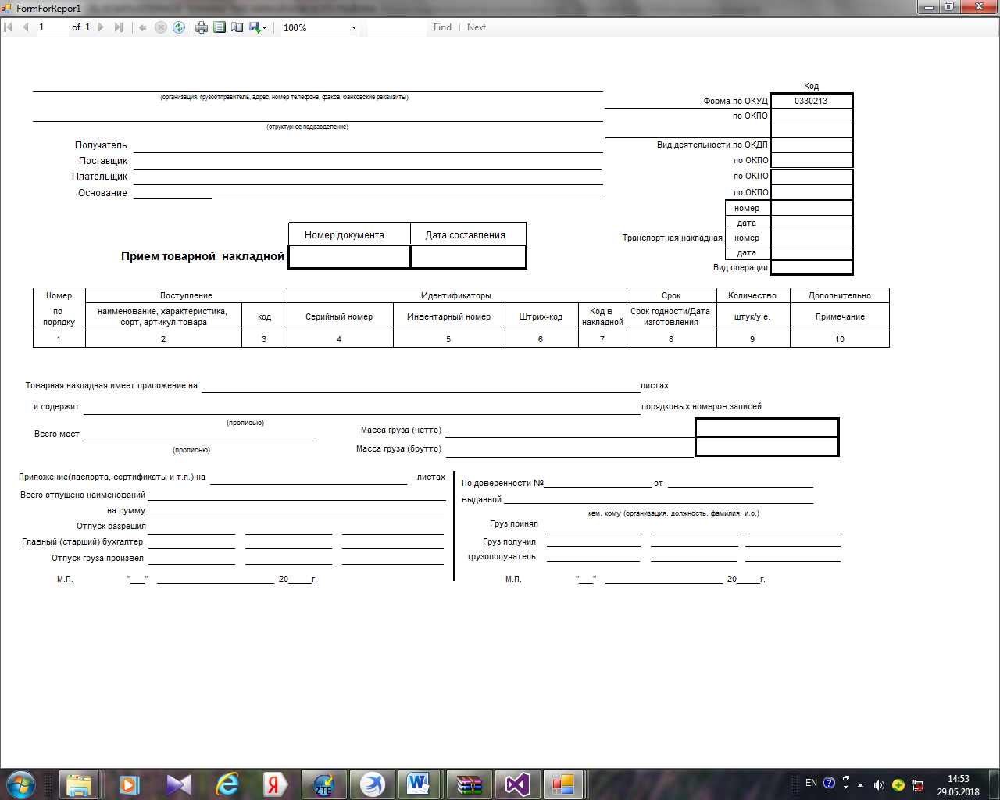 FormForRepor1
1 of 1 100% Find Next
Код
(организация, грузоотправитель, адрес, номер телефона, факса, банковские реквизиты)
Форма по ОКУД 0330213
по ОКПО
(структурное подразделение)
Получатель Вид деятельности по ОКДП
Поставщик по ОКПО
Плательщик по ОКПО
Основание по ОКПО
номер
дата
Номер документа Дата составления Транспортная накладная номер
Прием товарной накладной дата
Вид операции
Номер Поступление Идентификаторы Срок Количество Дополнительно
по порядку наименование, характеристика, сорт, артикул товара код Серийный номер Инвентарный номер Штрих-код Код в накладной Срок годности/Дата изготовления штук/у.е. Примечание
1 2 3 4 5 6 7 8 9 10
Товарная накладная имеет приложение на листах
и содержит порядковых номеров записей
(прописью)
Всего мест Масса груза (нетто)
(прописью) Масса груза (брутто)
Приложение(паспорта, сертификаты и т.п.) на листах
По доверенности №_______ от _______
Всего отпущено наименований
выданной
на сумму
кем, кому (организация, должность, фамилия, и.о.)
Отпуск разрешил Груз принял
Главный (старший) бухгалтер Груз получил
Отпуск груза произвел грузополучатель
М.П. "___" _______ 20_____г. М.П. "___" _______ 20_____г.
ZTE
EN 14:53
29.05.2018